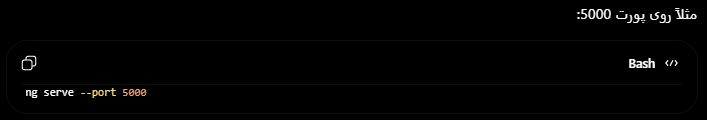 مثلاً روی پورت 5000:
Bash
ng serve --port 5000